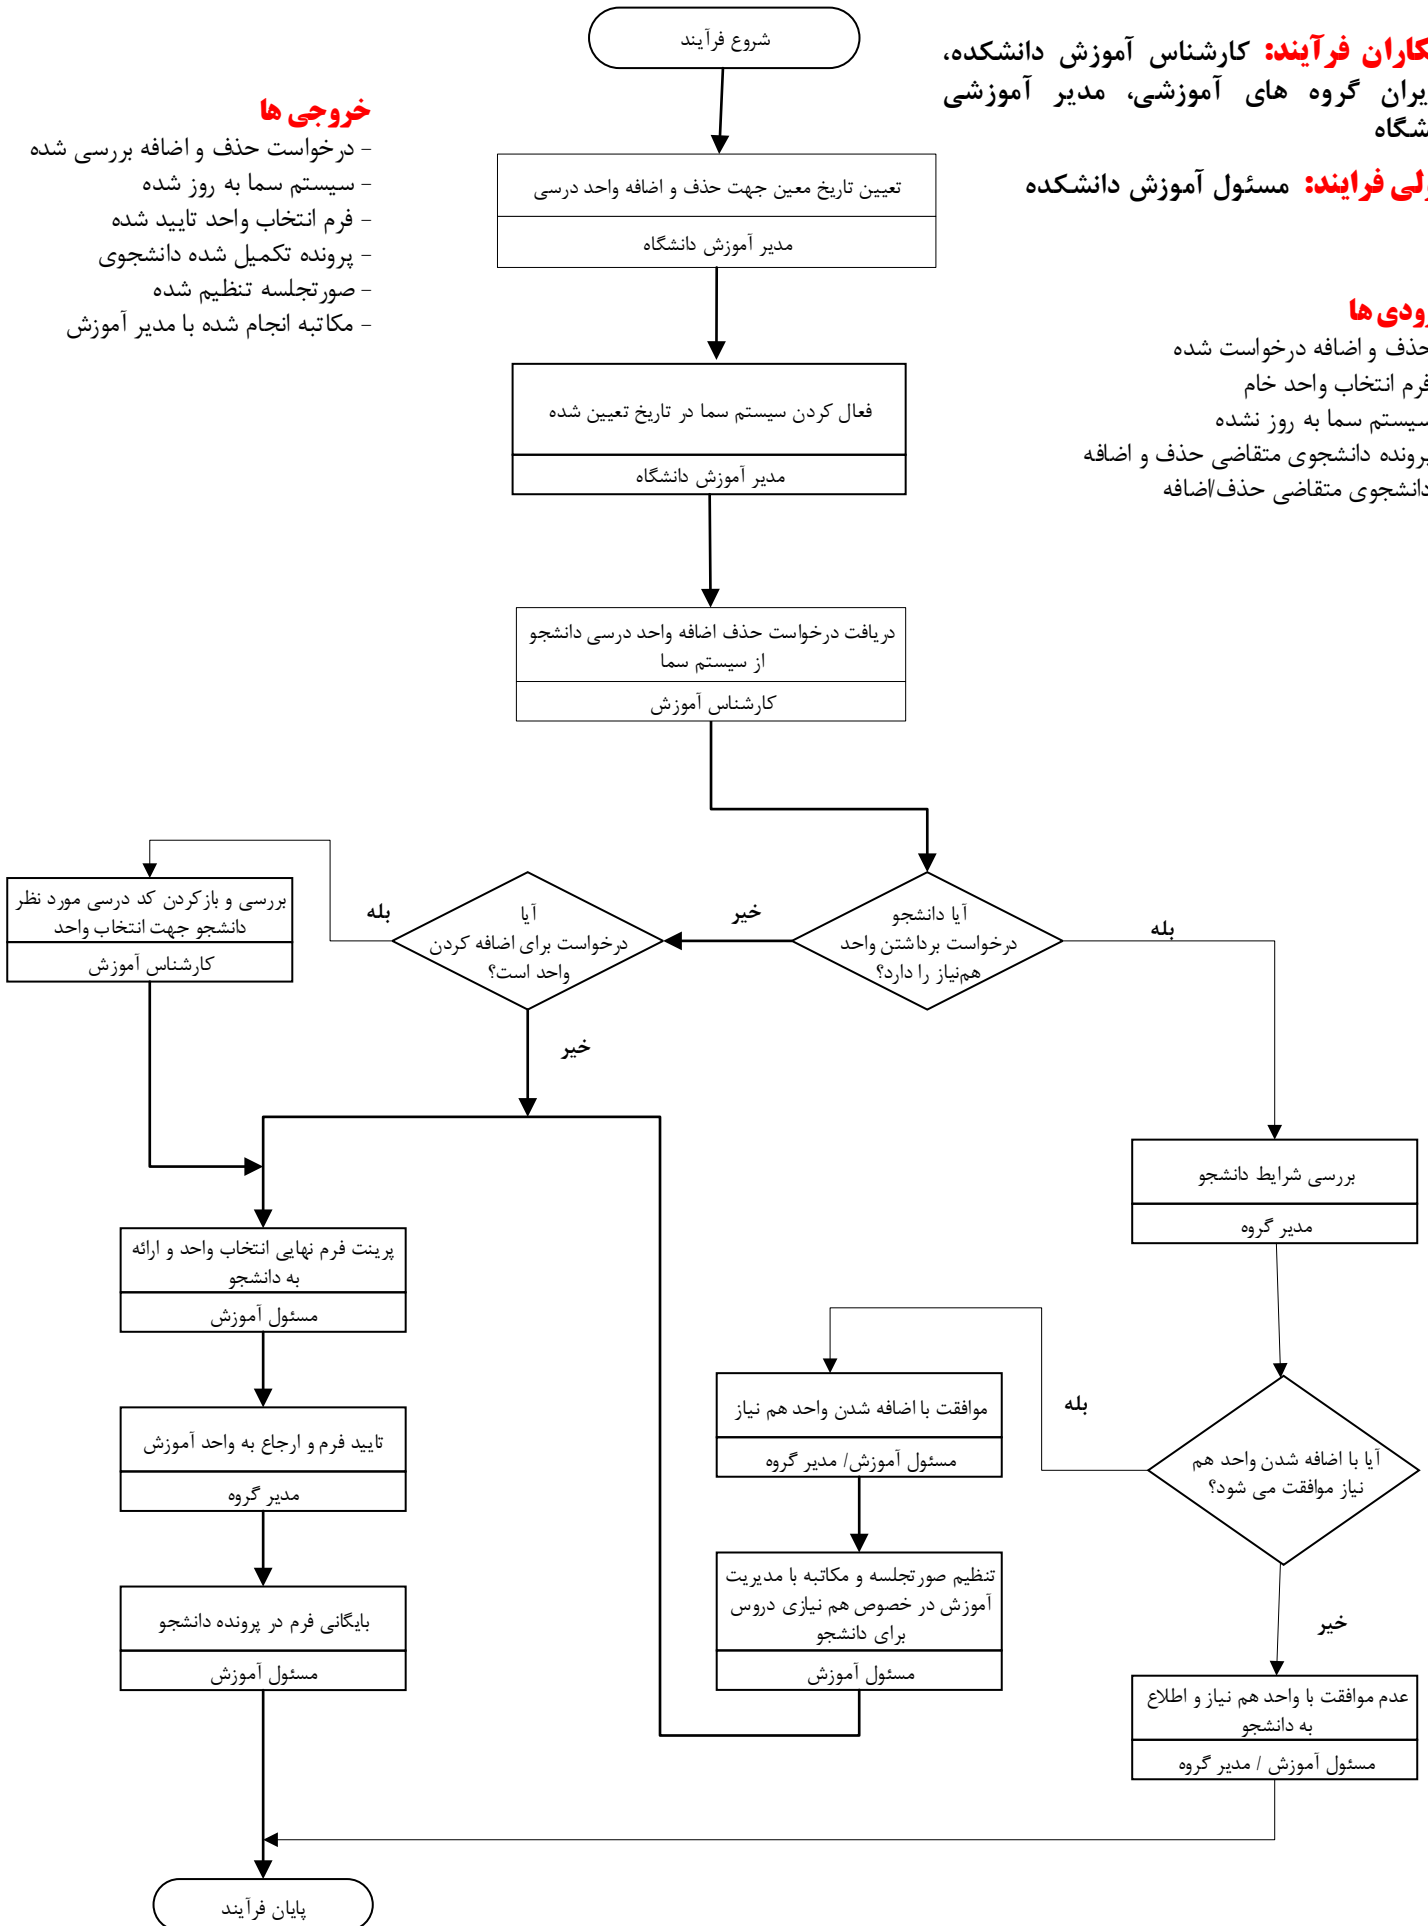 شروع فرآیند
کاران فرآیند: کارشناس آموزش دانشکده،
یران گروه های آموزشی، مدیر آموزشی
شگاه
ولی فرایند: مسئول آموزش دانشکده
خروجی ها
- درخواست حذف و اضافه بررسی شده
- سیستم سما به روز شده
- فرم انتخاب واحد تایید شده
- پرونده تکمیل شده دانشجوی
- صورتجلسه تنظیم شده
- مکاتبه انجام شده با مدیر آموزش
ودی ها
حذف و اضافه درخواست شده
فرم انتخاب واحد خام
سیستم سما به روز نشده
پرونده دانشجوی متقاضی حذف و اضافه
دانشجوی متقاضی حذف/اضافه
تعیین تاریخ معین جهت حذف و اضافه واحد درسی
مدیر آموزش دانشگاه
فعال کردن سیستم سما در تاریخ تعیین شده
مدیر آموزش دانشگاه
دریافت درخواست حذف اضافه واحد درسی دانشجو
از سیستم سما
کارشناس آموزش
آیا دانشجو
درخواست برداشتن واحد
هم‌نیاز را دارد؟
بله
خیر
آیا
درخواست برای اضافه کردن
واحد است؟
بله
خیر
بررسی و بازکردن کد درسی مورد نظر
دانشجو جهت انتخاب واحد
کارشناس آموزش
بررسی شرایط دانشجو
مدیر گروه
آیا با اضافه شدن واحد هم
نیاز موافقت می شود؟
بله
خیر
موافقت با اضافه شدن واحد هم نیاز
مسئول آموزش/ مدیر گروه
تنظیم صورتجلسه و مکاتبه با مدیریت
آموزش در خصوص هم نیازی دروس
برای دانشجو
مسئول آموزش
عدم موافقت با واحد هم نیاز و اطلاع
به دانشجو
مسئول آموزش / مدیر گروه
پرینت فرم نهایی انتخاب واحد و ارائه
به دانشجو
مسئول آموزش
تایید فرم و ارجاع به واحد آموزش
مدیر گروه
بایگانی فرم در پرونده دانشجو
مسئول آموزش
پایان فرآیند